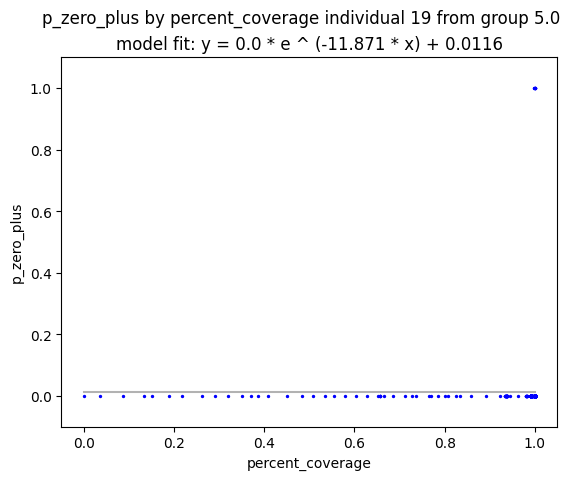 p_zero_plus by percent_coverage individual 19 from group 5.0
model fit: y = 0.0 * e ^ (-11.871 * x) + 0.0116
1.0
0.8
0.6
0.4
0.2
0.0
p_zero_plus
0.0 0.2 0.4 0.6 0.8 1.0
percent_coverage